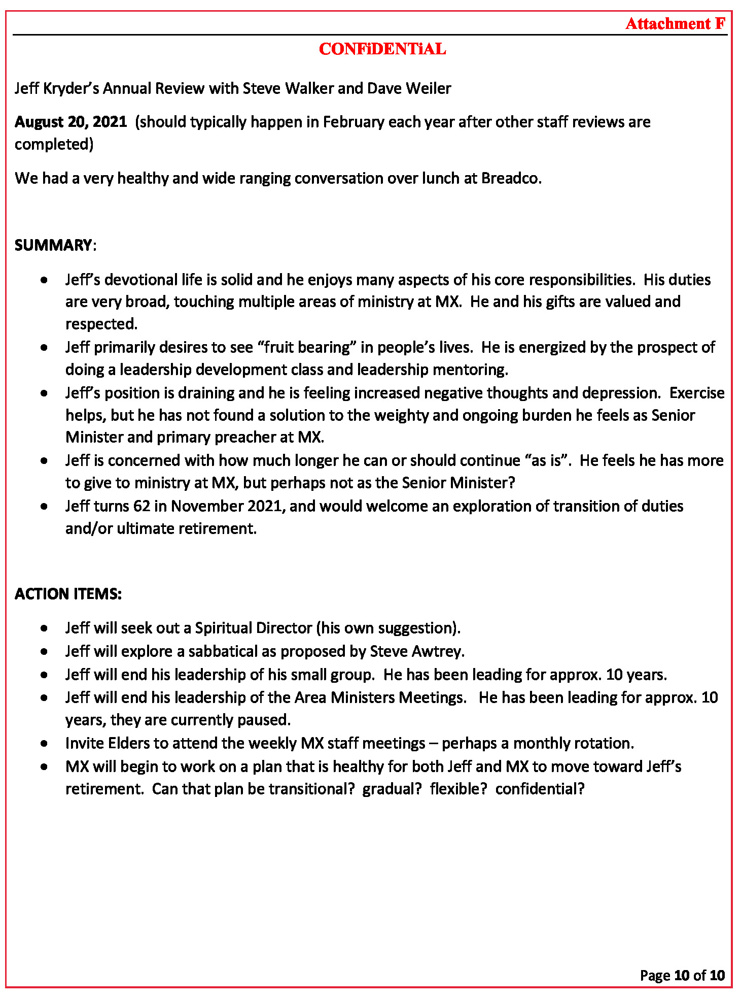 Attachment F
CONFiDENTiAL
Jeff Kryder’s Annual Review with Steve Walker and Dave Weiler
August 20, 2021  (should typically happen in February each year after other staff reviews are
completed)
We had a very healthy and wide ranging conversation over lunch at Breadco.
SUMMARY:
• Jeff’s devotional life is solid and he enjoys many aspects of his core responsibilities.  His duties
are very broad, touching multiple areas of ministry at MX.  He and his gifts are valued and
respected.
• Jeff primarily desires to see “fruit bearing” in people’s lives.  He is energized by the prospect of
doing a leadership development class and leadership mentoring.
• Jeff’s position is draining and he is feeling increased negative thoughts and depression.  Exercise
helps, but he has not found a solution to the weighty and ongoing burden he feels as Senior
Minister and primary preacher at MX.
• Jeff is concerned with how much longer he can or should continue “as is”.  He feels he has more
to give to ministry at MX, but perhaps not as the Senior Minister?
• Jeff turns 62 in November 2021, and would welcome an exploration of transition of duties
and/or ultimate retirement.
ACTION ITEMS:
• Jeff will seek out a Spiritual Director (his own suggestion).
• Jeff will explore a sabbatical as proposed by Steve Awtrey.
• Jeff will end his leadership of his small group.  He has been leading for approx. 10 years.
• Jeff will end his leadership of the Area Ministers Meetings.   He has been leading for approx. 10
years, they are currently paused.
• Invite Elders to attend the weekly MX staff meetings – perhaps a monthly rotation.
• MX will begin to work on a plan that is healthy for both Jeff and MX to move toward Jeff’s
retirement.  Can that plan be transitional?  gradual?  flexible?  confidential?
Page 10 of 10